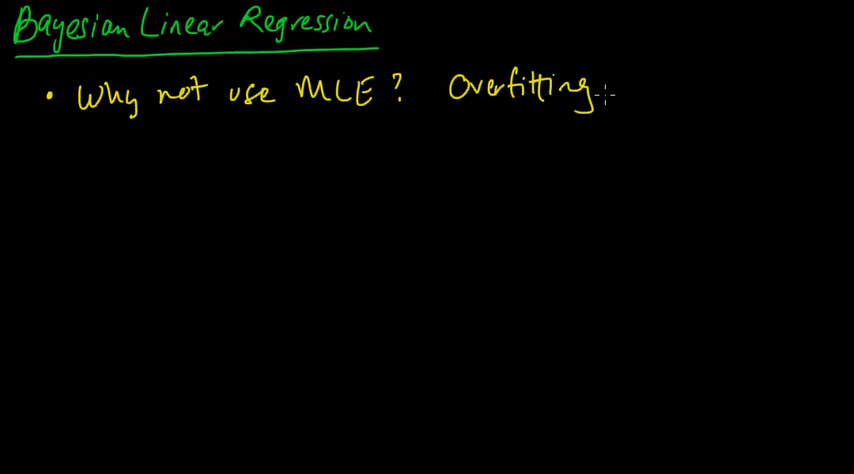 Bayesian Linear Regression
• Why not use MLE? Overfitting